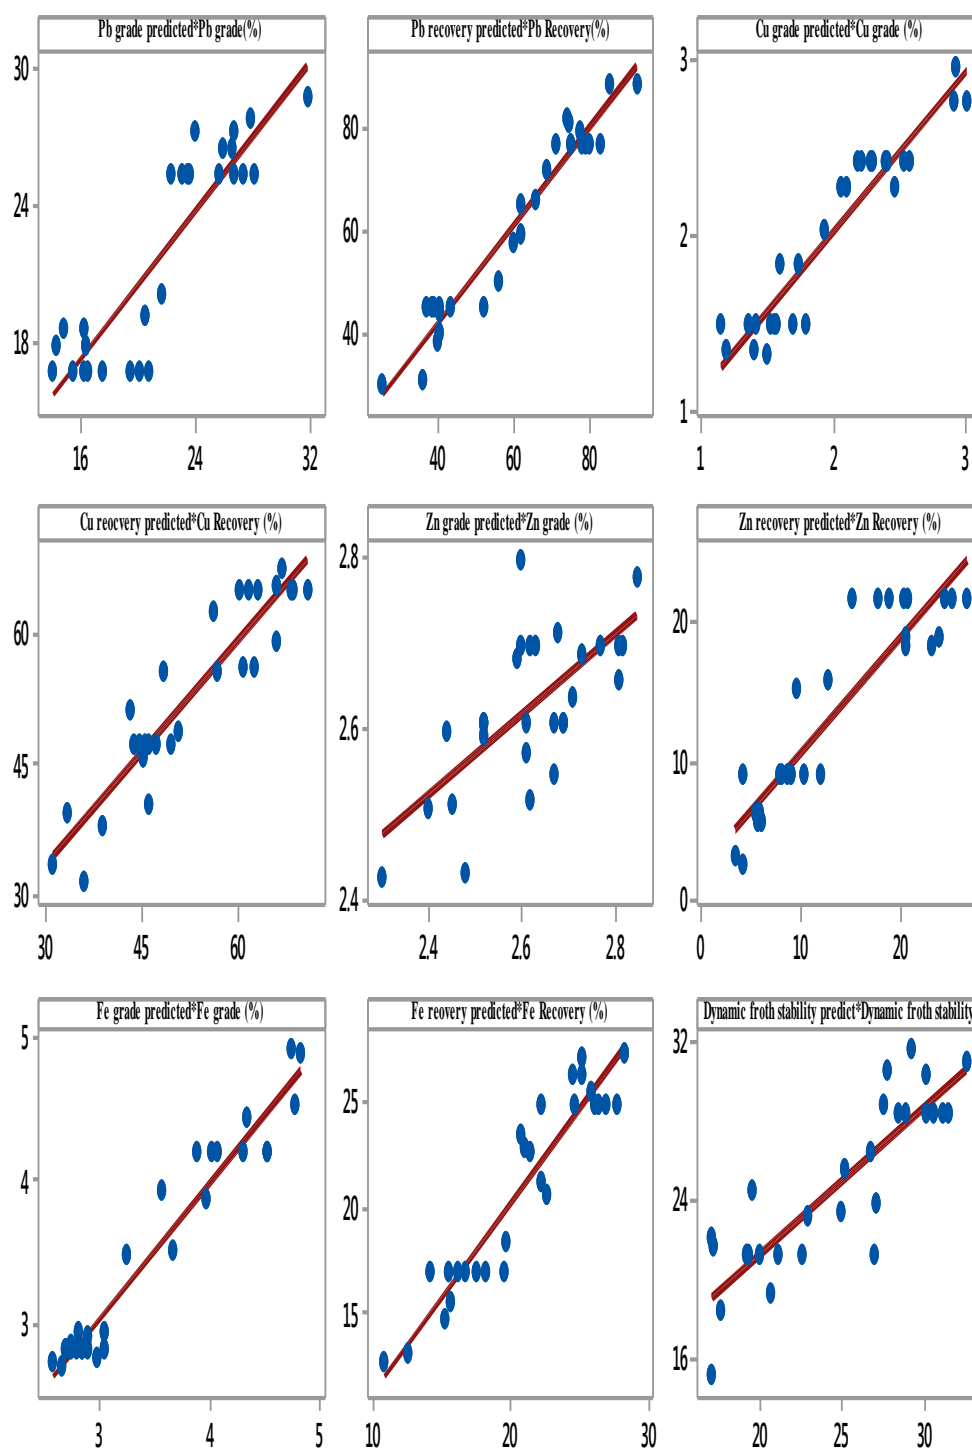 Pb grade predicted*Pb grade(%)
Pb recovery predicted*Pb Recovery(%)
Cu grade predicted*Cu grade (%)
30
24
18
16 24 32
80
60
40
40 60 80
3
2
1
1 2 3
Cu reocvery predicted*Cu Recovery (%)
Zn grade predicted*Zn grade (%)
Zn recovery predicted*Zn Recovery (%)
60
45
30
30 45 60
2.8
2.6
2.4
2.4 2.6 2.8
20
10
0
0 10 20
Fe grade predicted*Fe grade (%)
Fe reovery predicted*Fe Recovery (%)
Dynamic froth stability predict*Dynamic froth stability
5
4
3
3 4 5
25
20
15
10 20 30
32
24
16
20 25 30